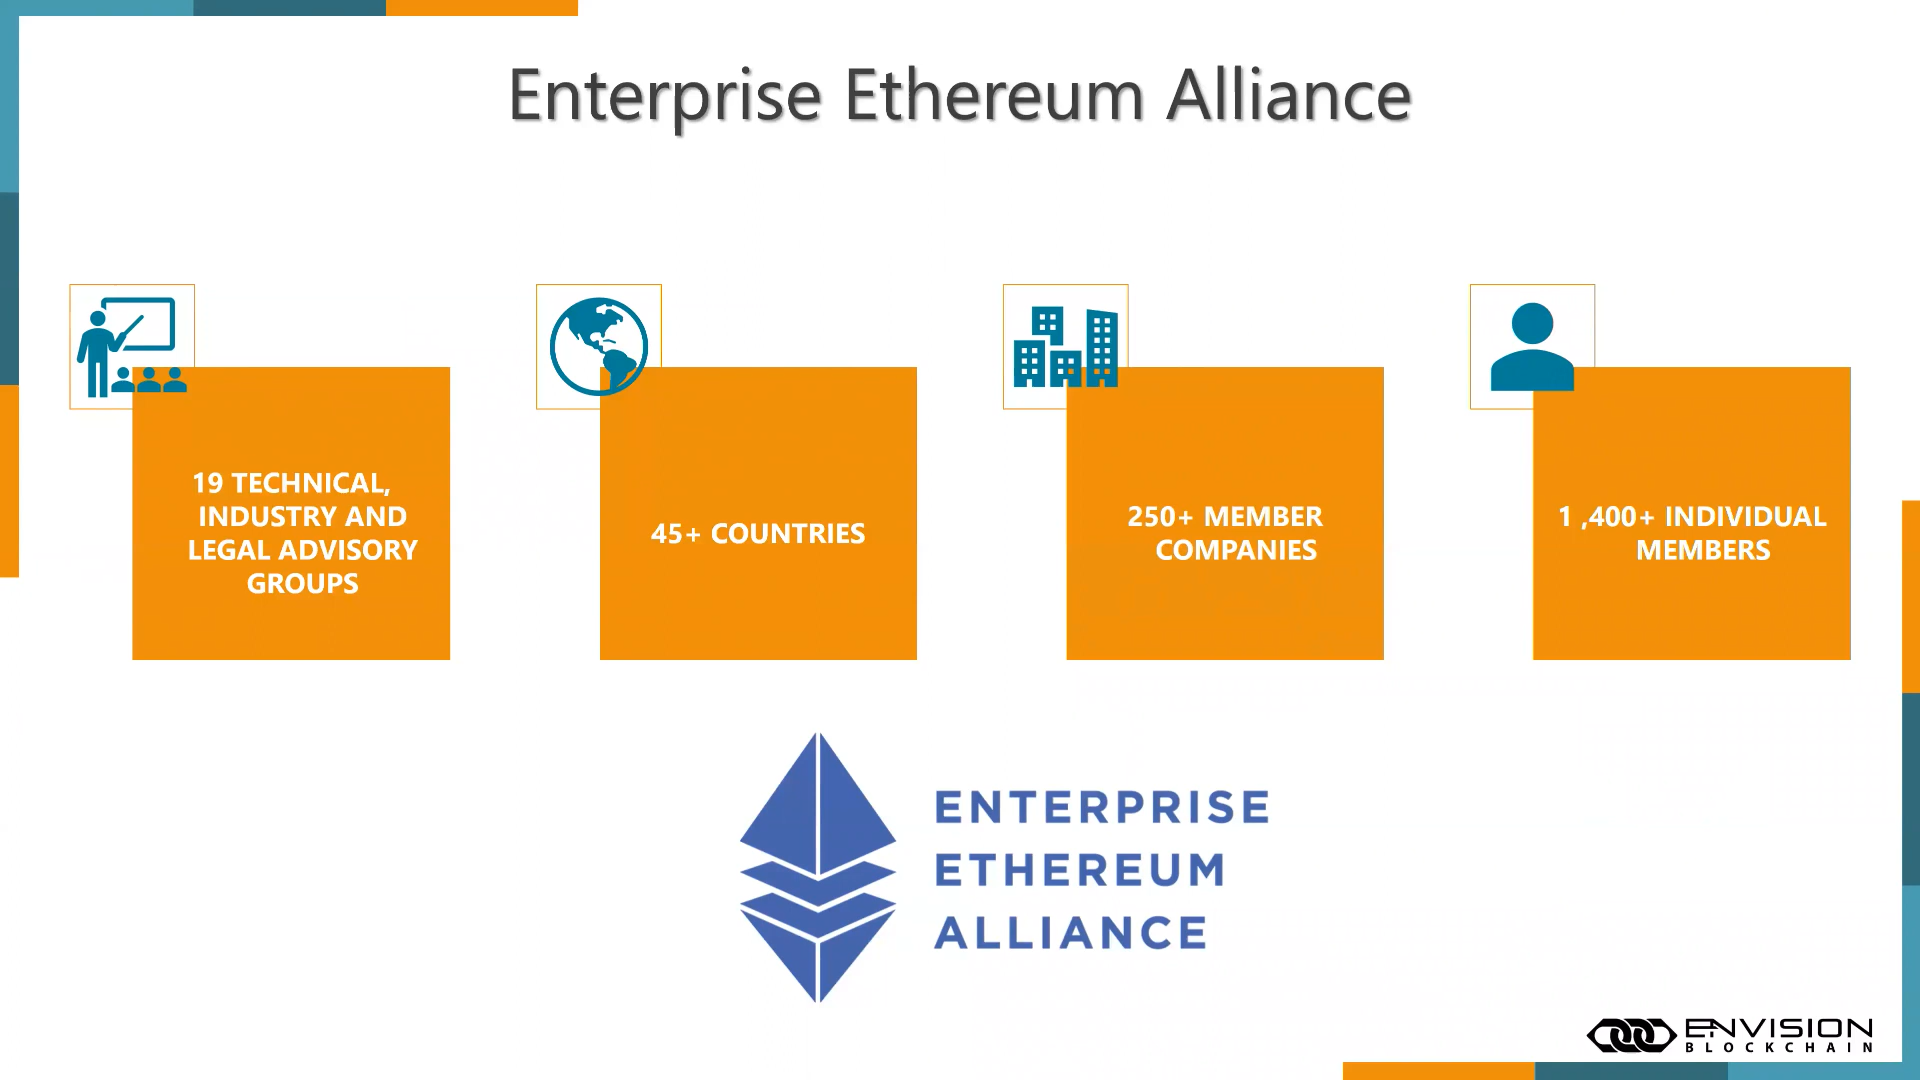 Enterprise Ethereum Alliance
19 TECHNICAL,
INDUSTRY AND
LEGAL ADVISORY
GROUPS
45+ COUNTRIES
250+ MEMBER
COMPANIES
1 ,400+ INDIVIDUAL
MEMBERS
ENTERPRISE
ETHEREUM
ALLIANCE
ENVISION
BLOCKCHAIN